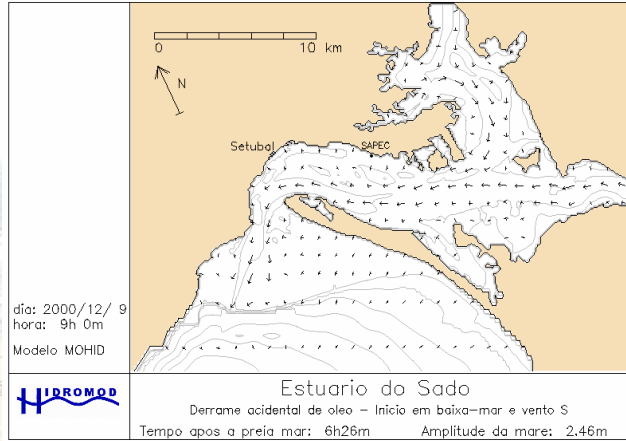 0 10 km
N
Setubal
SAPEC
dia: 2000/12/ 9
hora: 9h 0m
Modelo MOHID
HIDROMOD
Estuario do Sado
Derrame acidental de oleo - Inicio em baixa-mar e vento S
Tempo apos a preia mar: 6h26m Amplitude da mare: 2.46m